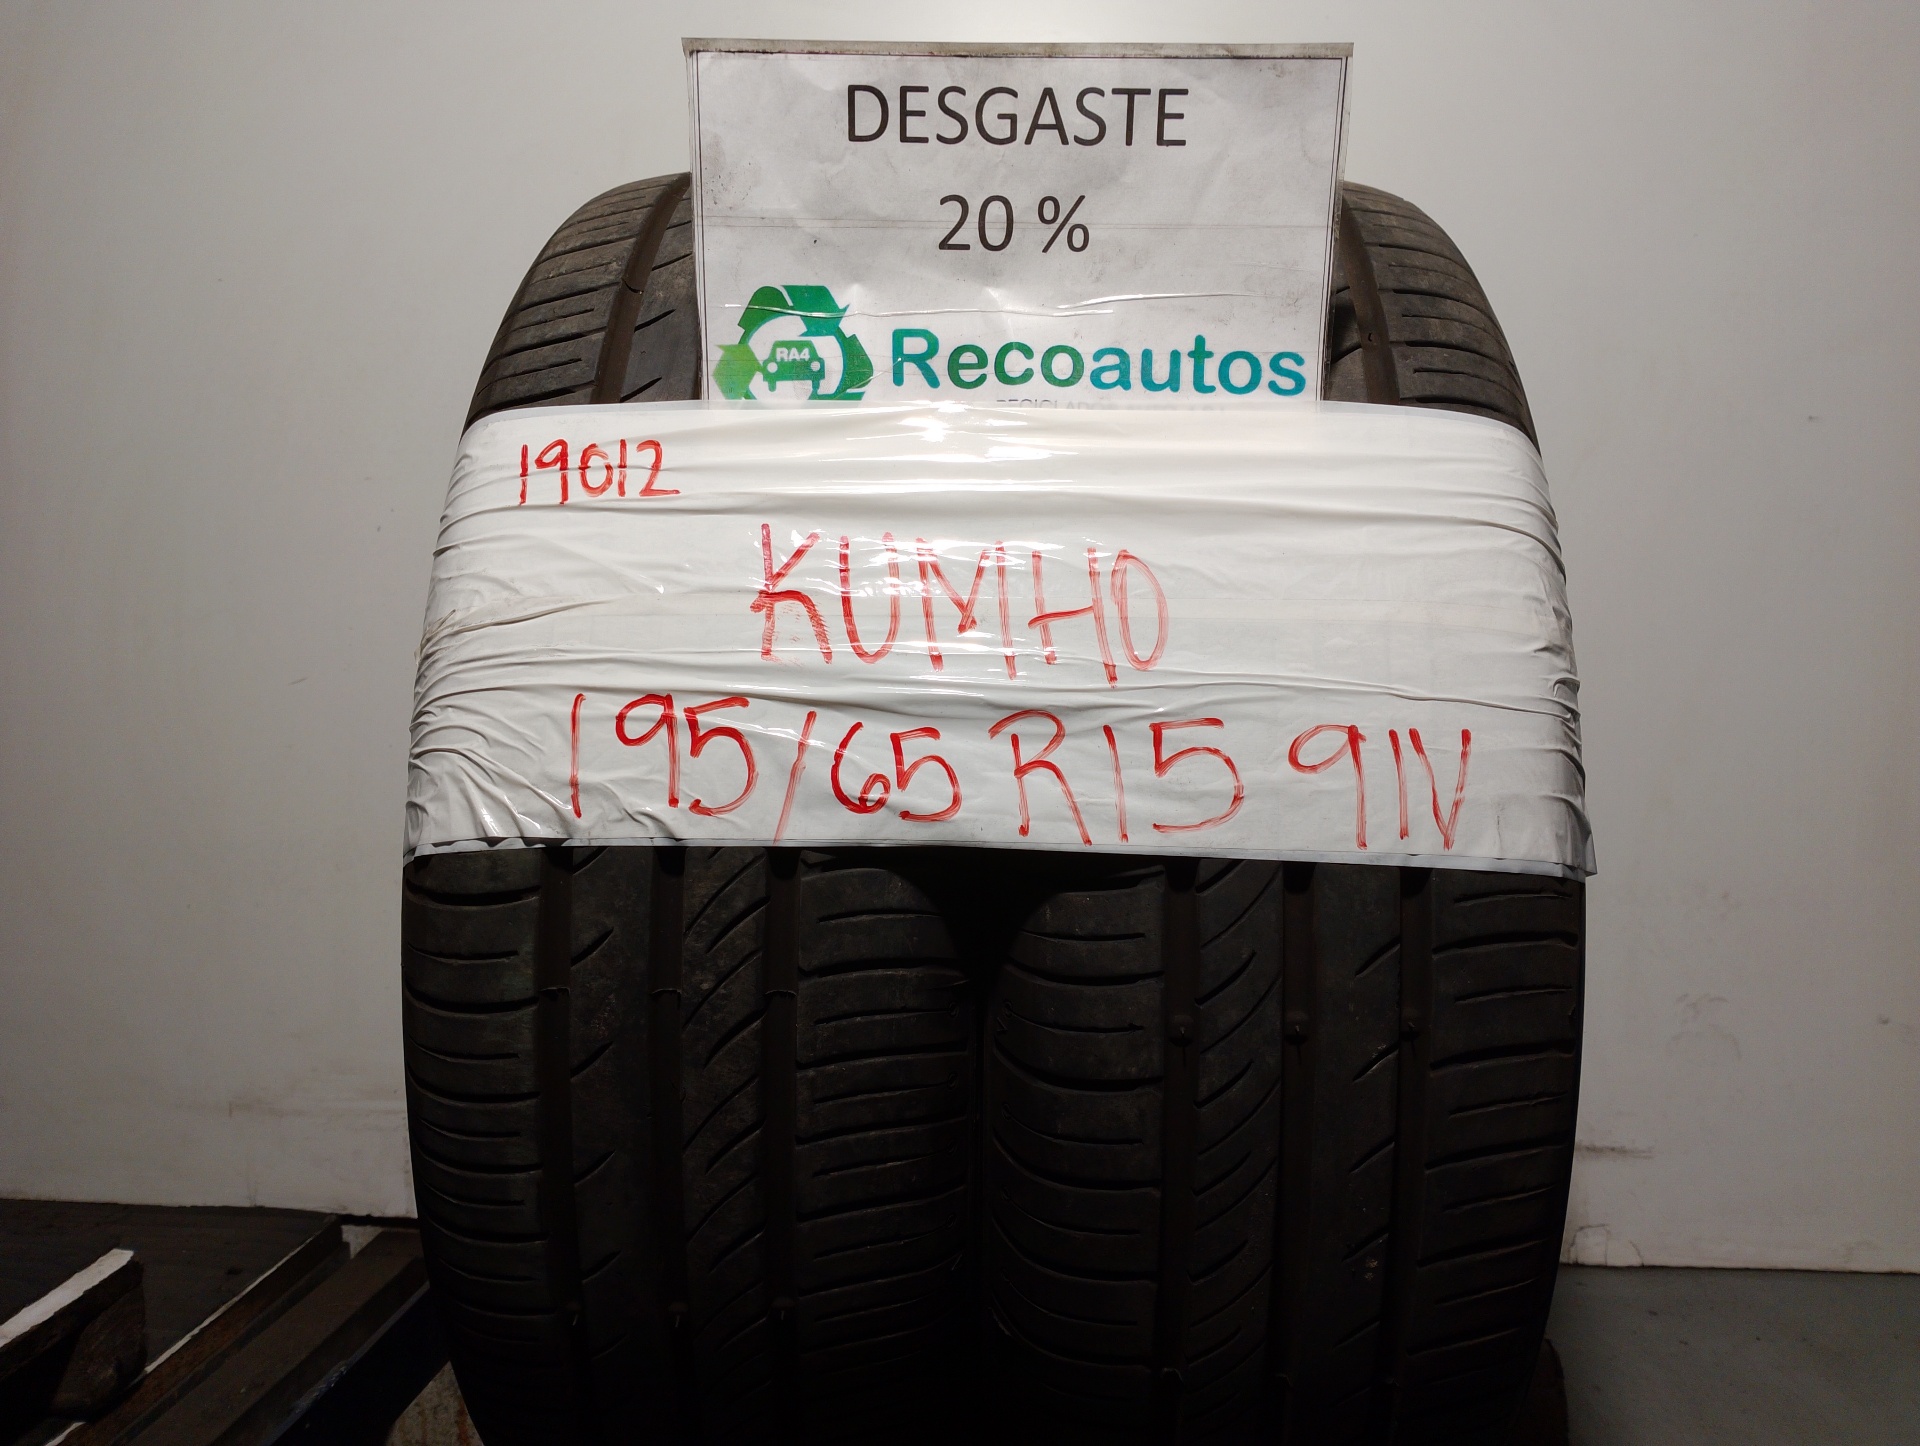 DESGASTE
20 %
RA4
Recoautos
19012
KUMHO
195/65 R15 91V